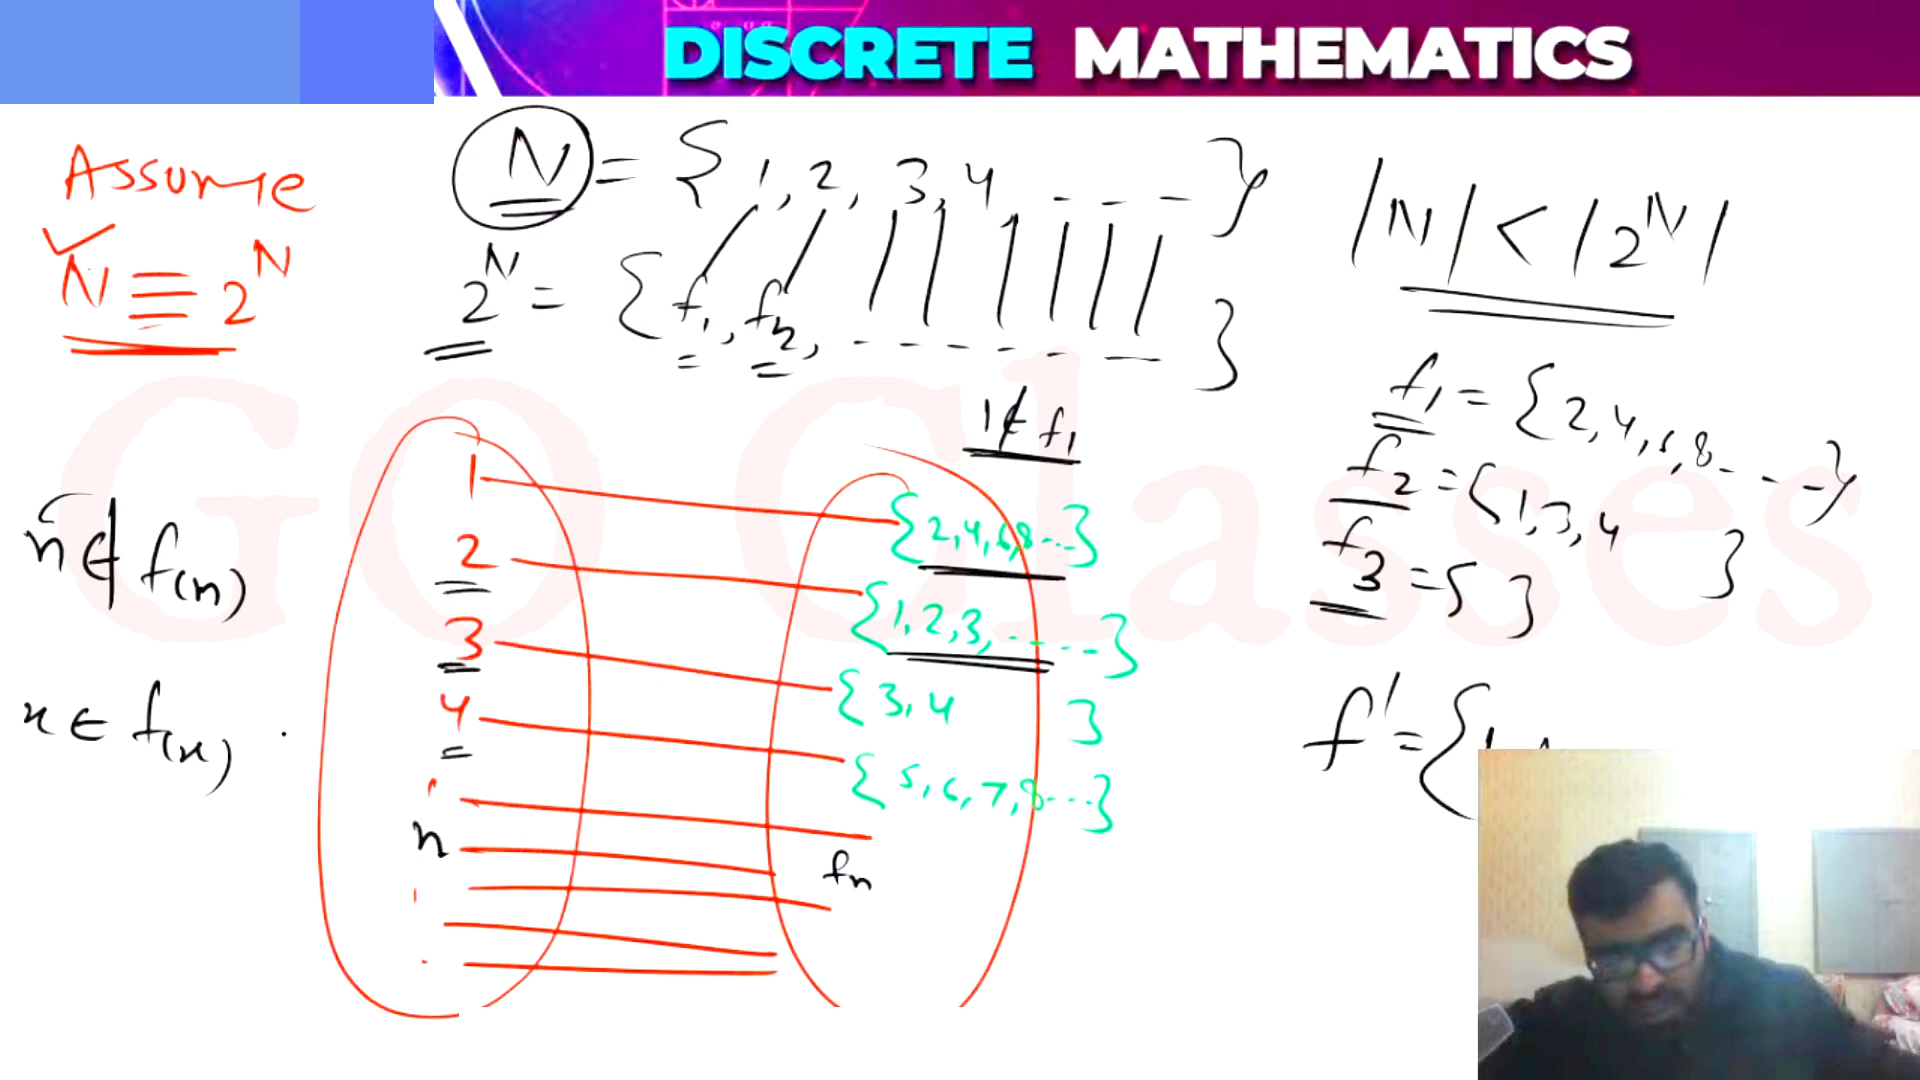 DISCRETE MATHEMATICS
Assume
N ≡ 2^N
N = {1, 2, 3, 4 - - - - }
2^N = {f₁, f₂, - - - - - - - }
|N| < |2^N|
1 ∉ f₁
f₁ = {2, 4, 6, 8 - - - }
f₂ = {1, 3, 4 }
f₃ = { }
n ∉ f(n)
x ∈ f(x) .
1 {2, 4, 6, 8 ...}
2 {1, 2, 3, .....}
3 {3, 4 }
4 {5, 6, 7, 8 ...}
n fn
f' = {1,
GO Classes